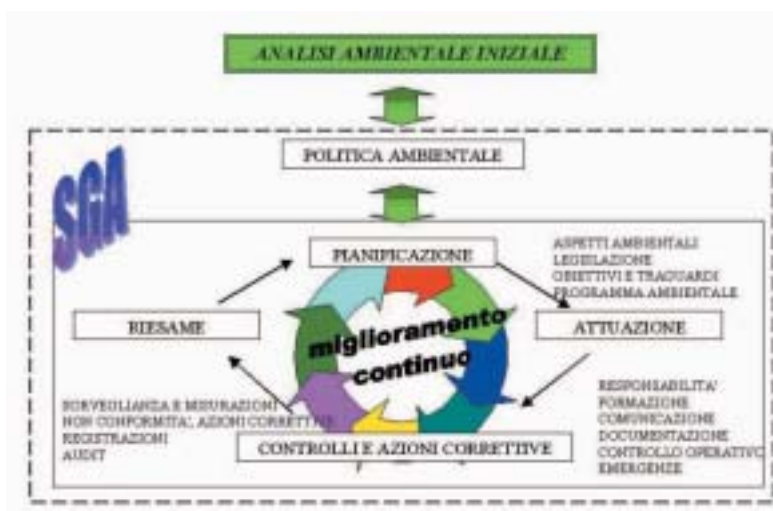 ANALISI AMBIENTALE INIZIALE
POLITICA AMBIENTALE
SGA
PIANIFICAZIONE
ASPETTI AMBIENTALI
LEGISLAZIONE
OBIETTIVI E TRAGUARDI
PROGRAMMA AMBIENTALE
RIESAME
miglioramento
continuo
ATTUAZIONE
RESPONSABILITA'
FORMAZIONE
COMUNICAZIONE
DOCUMENTAZIONE
CONTROLLO OPERATIVO
EMERGENZE
SORVEGLIANZA E MISURAZIONI
NON CONFORMITA', AZIONI CORRETTIVE
REGISTRAZIONI
AUDIT
CONTROLLI E AZIONI CORRETTIVE